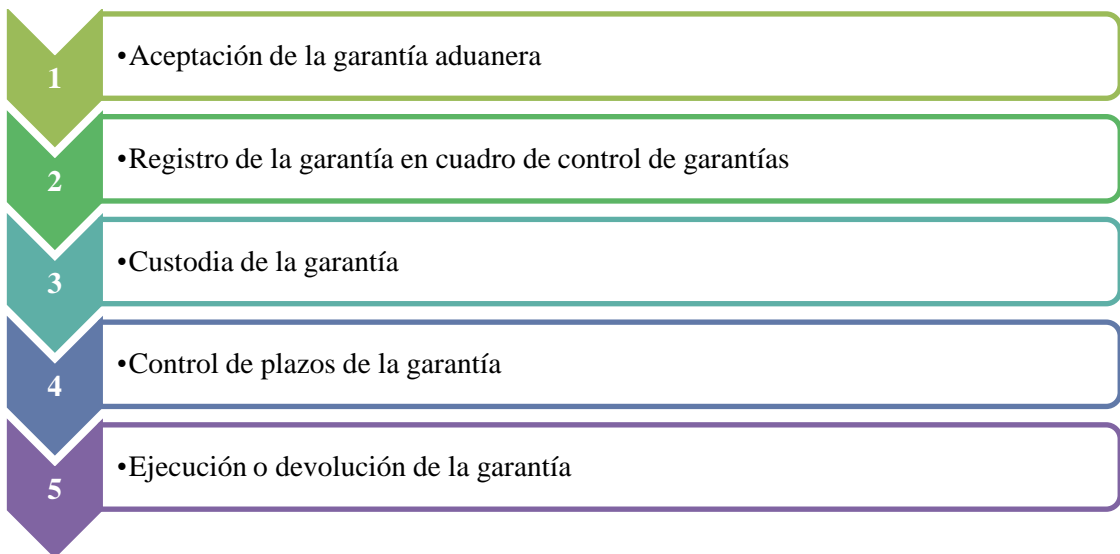 1
•Aceptación de la garantía aduanera
2
•Registro de la garantía en cuadro de control de garantías
3
•Custodia de la garantía
4
•Control de plazos de la garantía
5
•Ejecución o devolución de la garantía